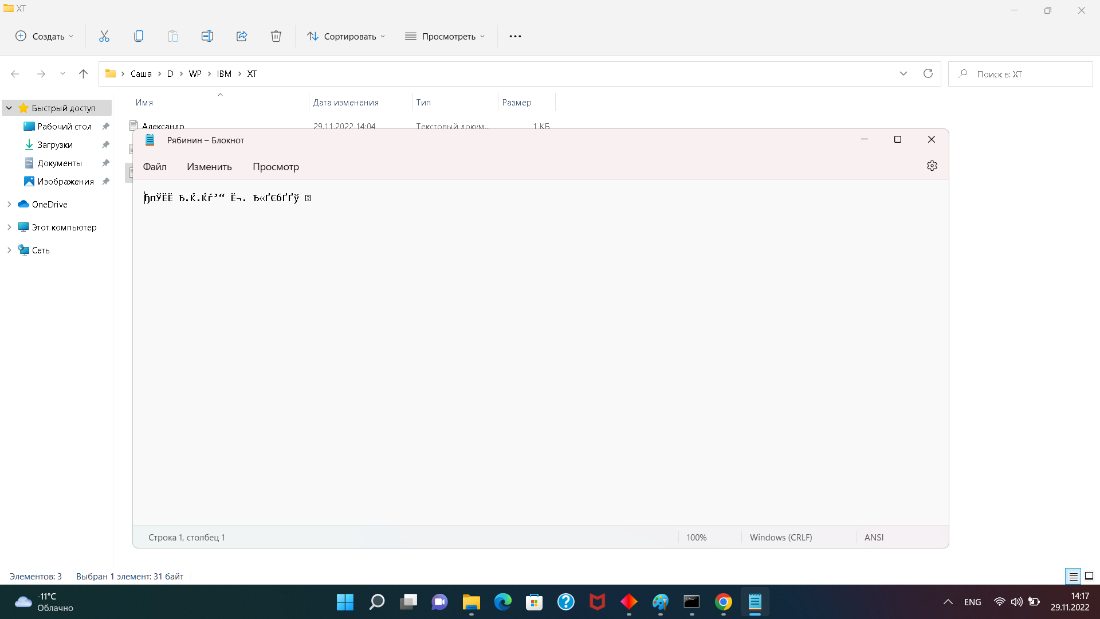 XT
Создать
Сортировать
Просмотреть
Саша > D > WP > IBM > XT
Поиск в: XT
Имя
Дата изменения
Тип
Размер
Быстрый доступ
Рабочий стол
Загрузки
Документы
Изображения
OneDrive
Этот компьютер
Сеть
Александр
29.11.2022 14:04
Текстовый докум...
1 КБ
Рябинин – Блокнот
Файл
Изменить
Просмотр
Строка 1, столбец 1
100%
Windows (CRLF)
ANSI
Элементов: 3
Выбран 1 элемент: 31 байт
-11°C
Облачно
ENG
14:17
29.11.2022